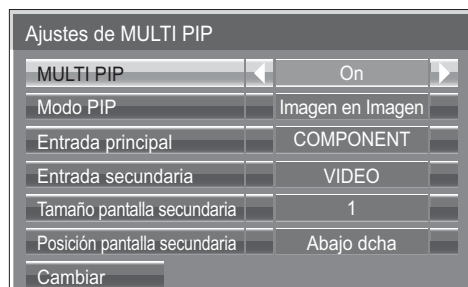 Ajustes de MULTI PIP
MULTI PIP On
Modo PIP Imagen en Imagen
Entrada principal COMPONENT
Entrada secundaria VIDEO
Tamaño pantalla secundaria 1
Posición pantalla secundaria Abajo dcha
Cambiar